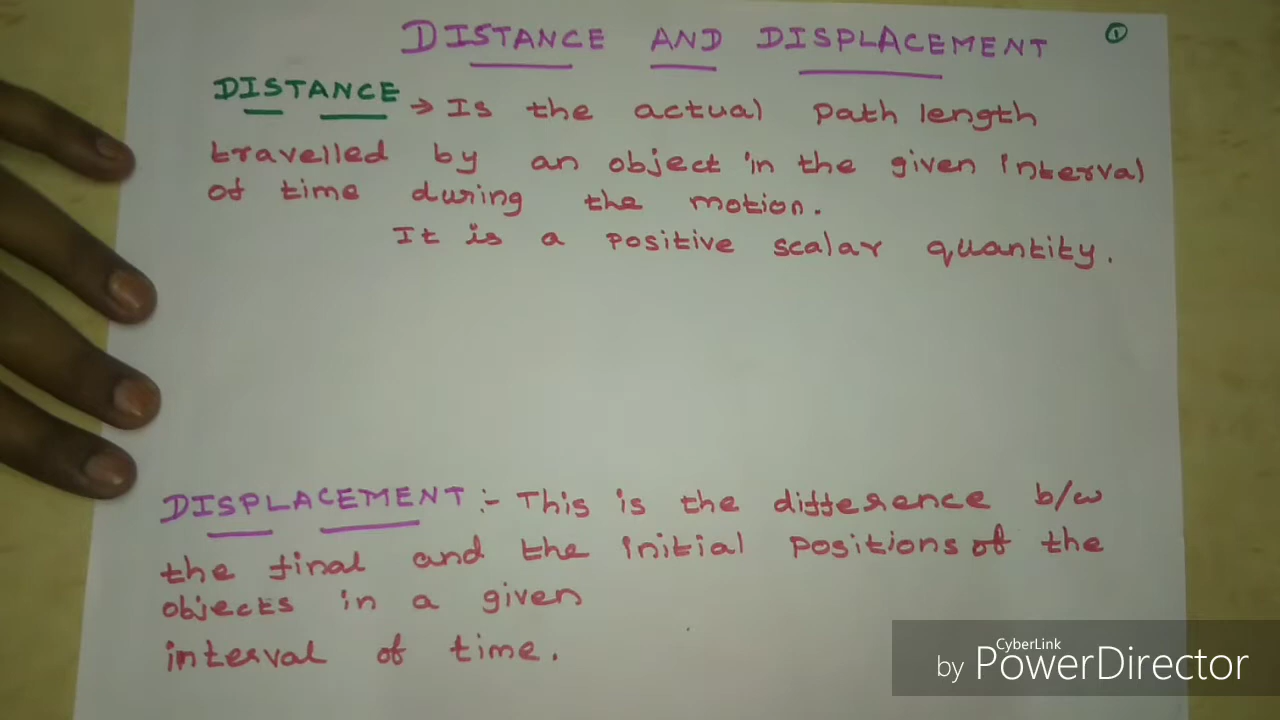 DISTANCE AND DISPLACEMENT ①
DISTANCE → Is the actual path length
travelled by an object in the given interval
of time during the motion.
It is a positive scalar quantity.
DISPLACEMENT :- This is the difference b/w
the final and the initial positions of the
objects in a given
interval of time.
CyberLink
by PowerDirector